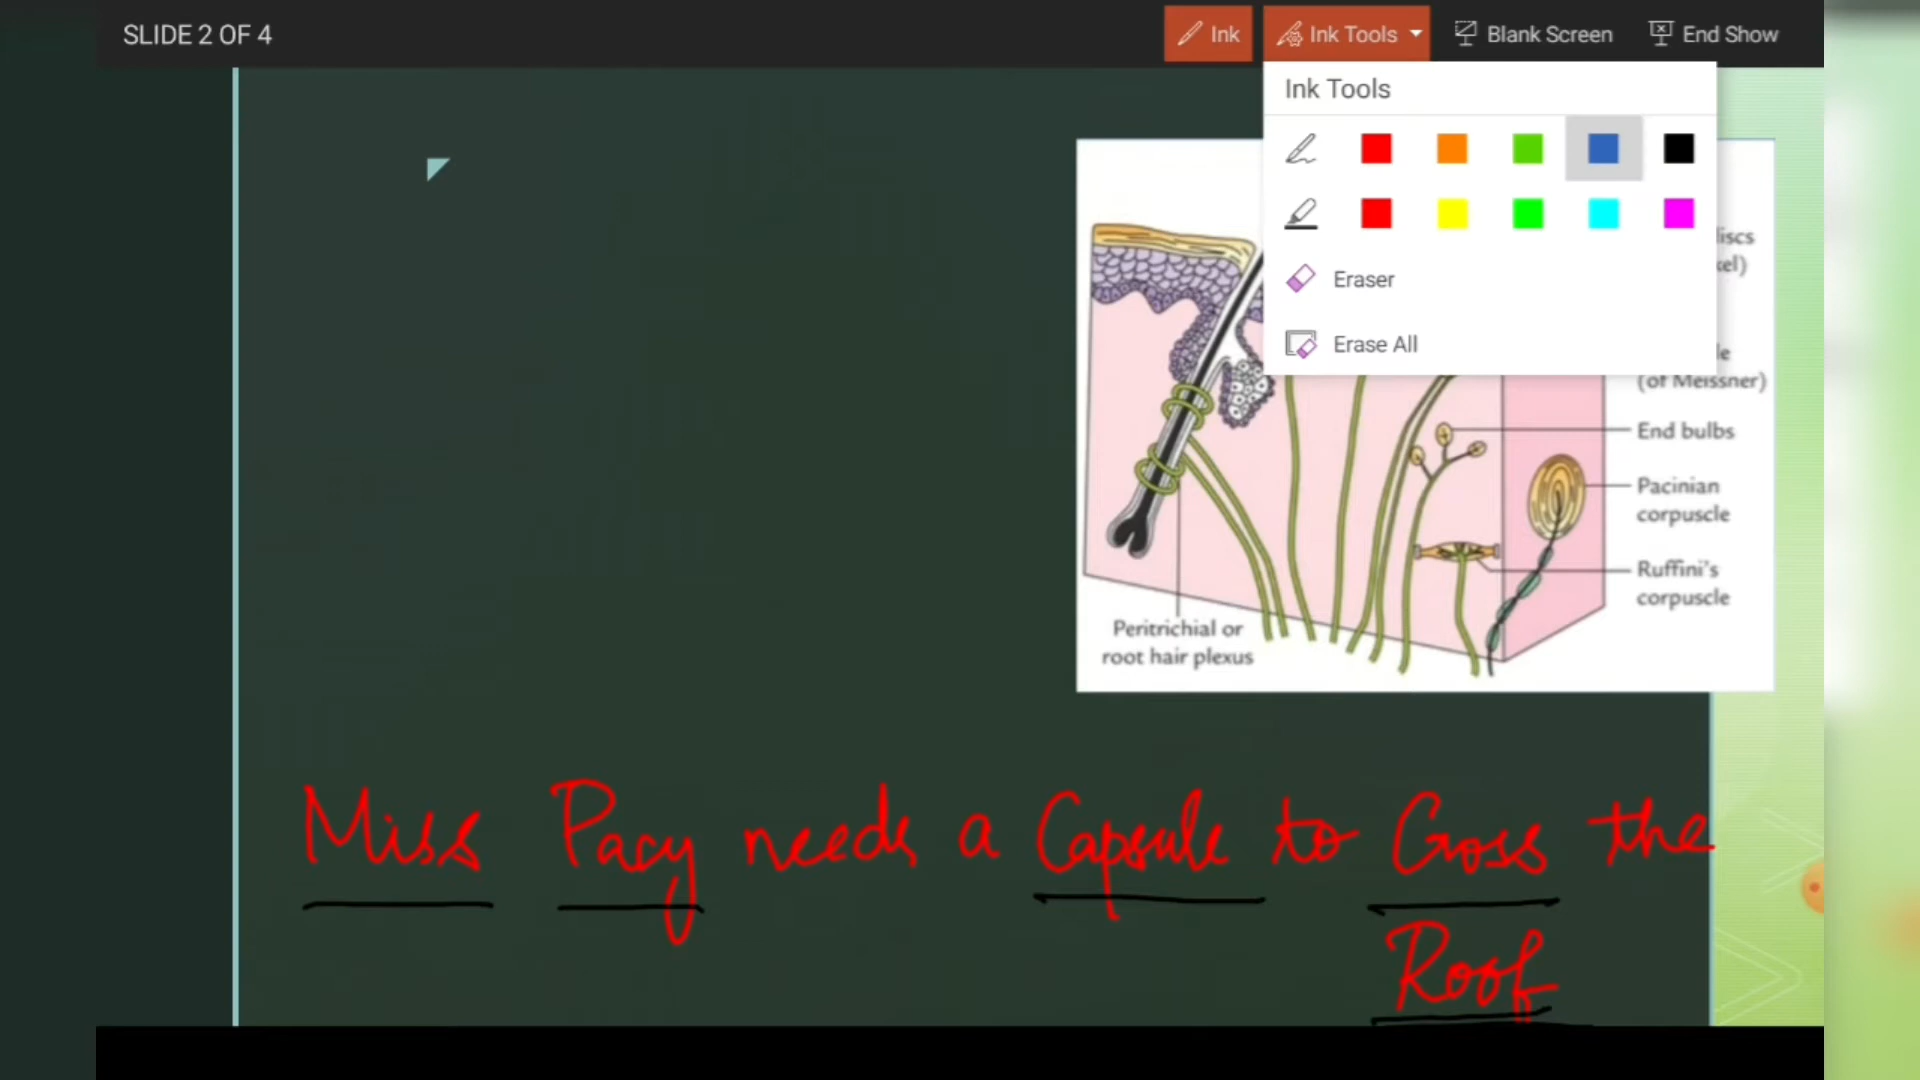 SLIDE 2 OF 4
Ink
Ink Tools
Blank Screen
End Show
Ink Tools
Eraser
Erase All
(of Meissner)
End bulbs
Pacinian
corpuscle
Ruffini's
corpuscle
Peritrichial or
root hair plexus
Miss Pacy needs a Capsule to Cross the
Roof